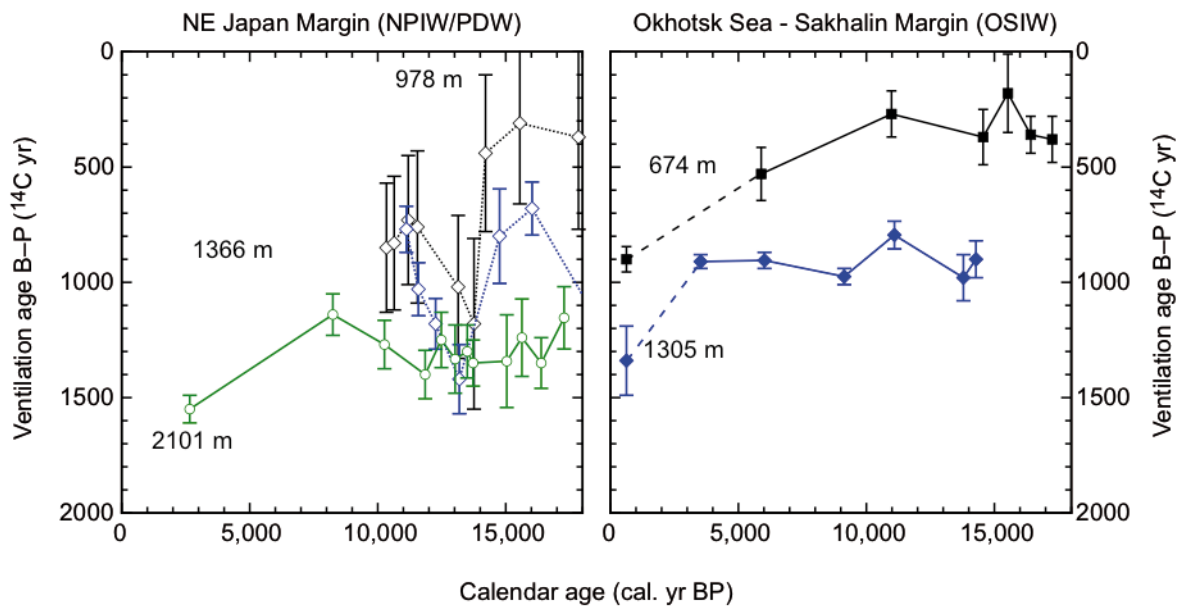 NE Japan Margin (NPIW/PDW)
Okhotsk Sea - Sakhalin Margin (OSIW)
0
500
1000
1500
2000
Ventilation age B–P (¹⁴C yr)
978 m
1366 m
2101 m
0
5,000
10,000
15,000
674 m
1305 m
0
5,000
10,000
15,000
0
500
1000
1500
2000
Ventilation age B–P (¹⁴C yr)
Calendar age (cal. yr BP)